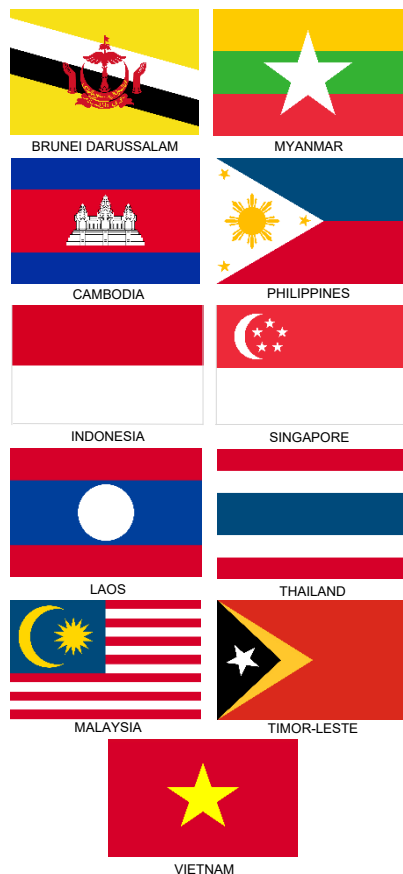 BRUNEI DARUSSALAM
MYANMAR
CAMBODIA
PHILIPPINES
INDONESIA
SINGAPORE
LAOS
THAILAND
MALAYSIA
TIMOR-LESTE
VIETNAM